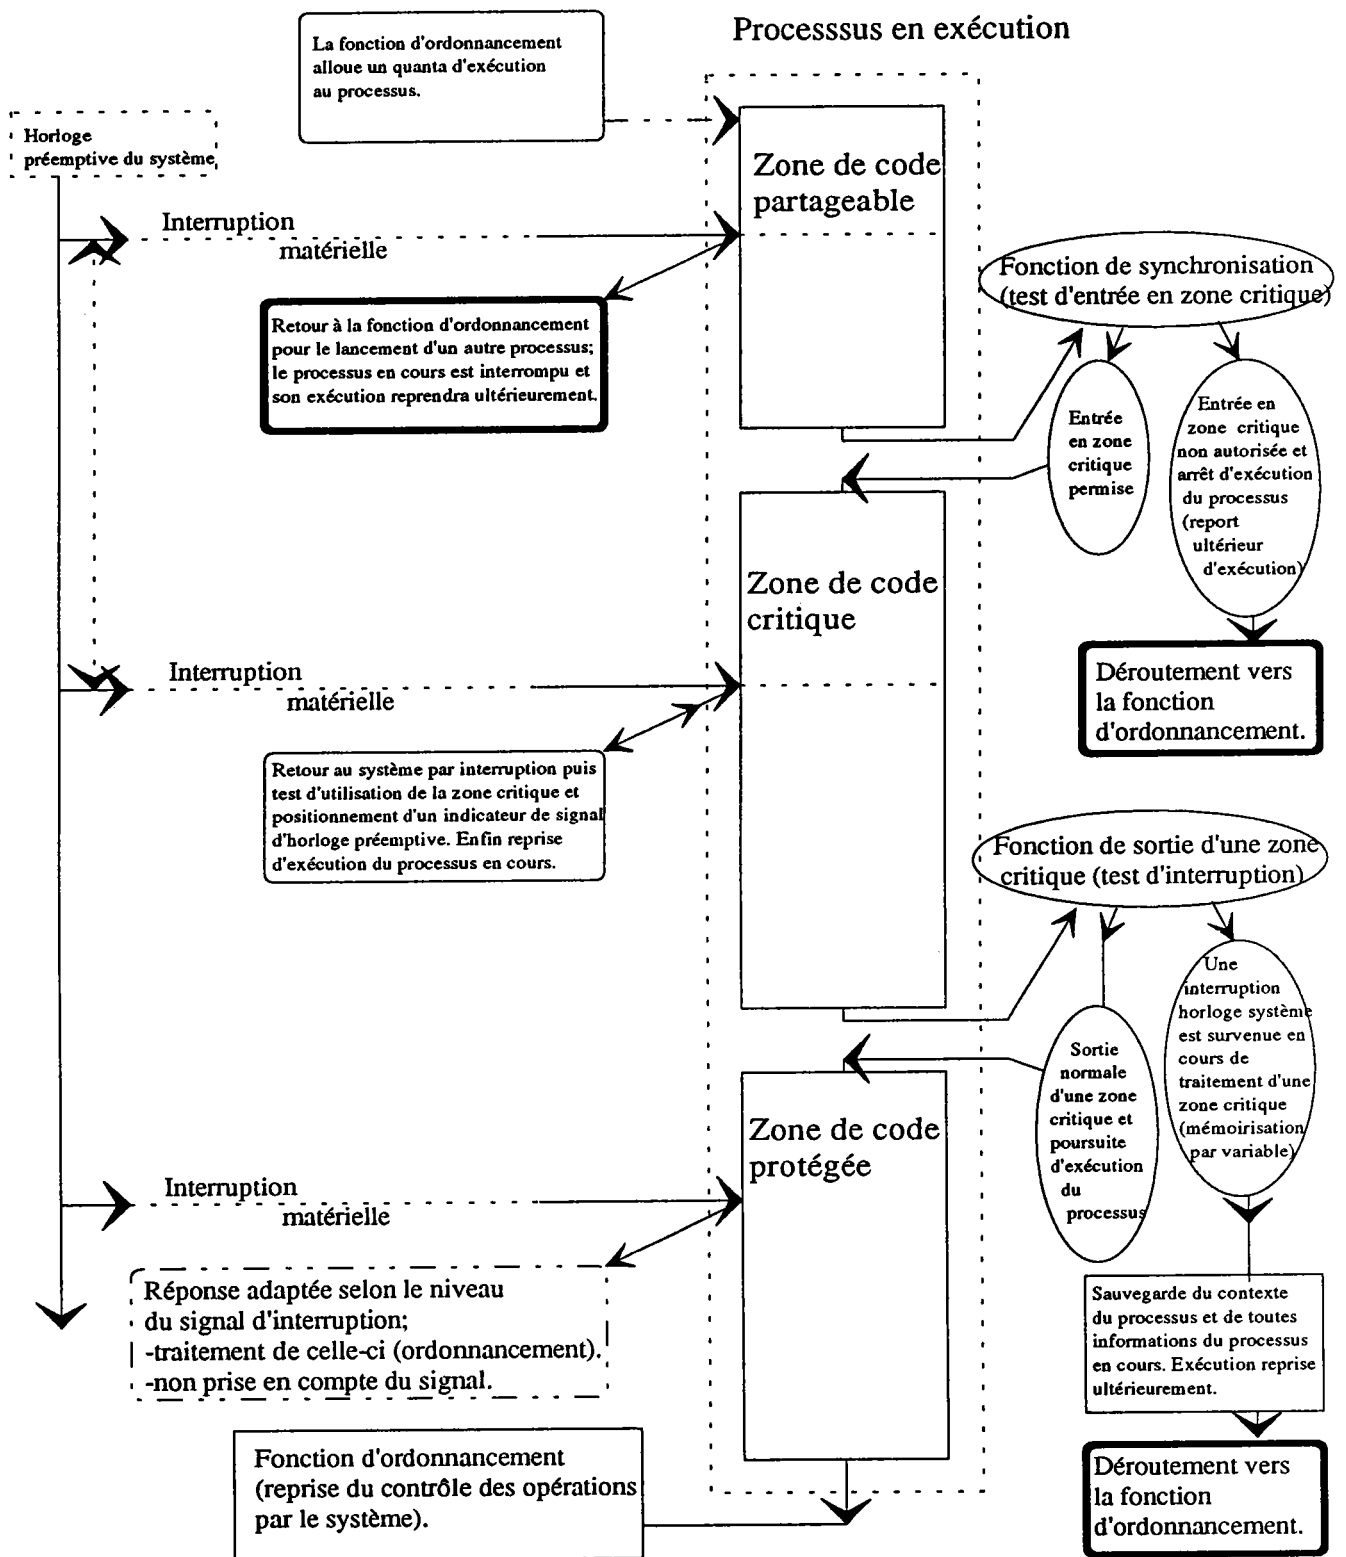 Processsus en exécution
La fonction d'ordonnancement
alloue un quanta d'exécution
au processus.
Horloge
préemptive du système
Zone de code
partageable
Interruption
matérielle
Fonction de synchronisation
(test d'entrée en zone critique)
Retour à la fonction d'ordonnancement
pour le lancement d'un autre processus;
le processus en cours est interrompu et
son exécution reprendra ultérieurement.
Entrée
en zone
critique
permise
Entrée en
zone critique
non autorisée et
arrêt d'exécution
du processus
(report
ultérieur
d'exécution)
Zone de code
critique
Déroutement vers
la fonction
d'ordonnancement.
Interruption
matérielle
Retour au système par interruption puis
test d'utilisation de la zone critique et
positionnement d'un indicateur de signal
d'horloge préemptive. Enfin reprise
d'exécution du processus en cours.
Fonction de sortie d'une zone
critique (test d'interruption)
Une
interruption
horloge système
est survenue en
cours de
traitement d'une
zone critique
(mémoirisation
par variable)
Sortie
normale
d'une zone
critique et
poursuite
d'exécution
du
processus
Zone de code
protégée
Interruption
matérielle
Réponse adaptée selon le niveau
du signal d'interruption;
-traitement de celle-ci (ordonnancement).
-non prise en compte du signal.
Sauvegarde du contexte
du processus et de toutes
informations du processus
en cours. Exécution reprise
ultérieurement.
Fonction d'ordonnancement
(reprise du contrôle des opérations
par le système).
Déroutement vers
la fonction
d'ordonnancement.